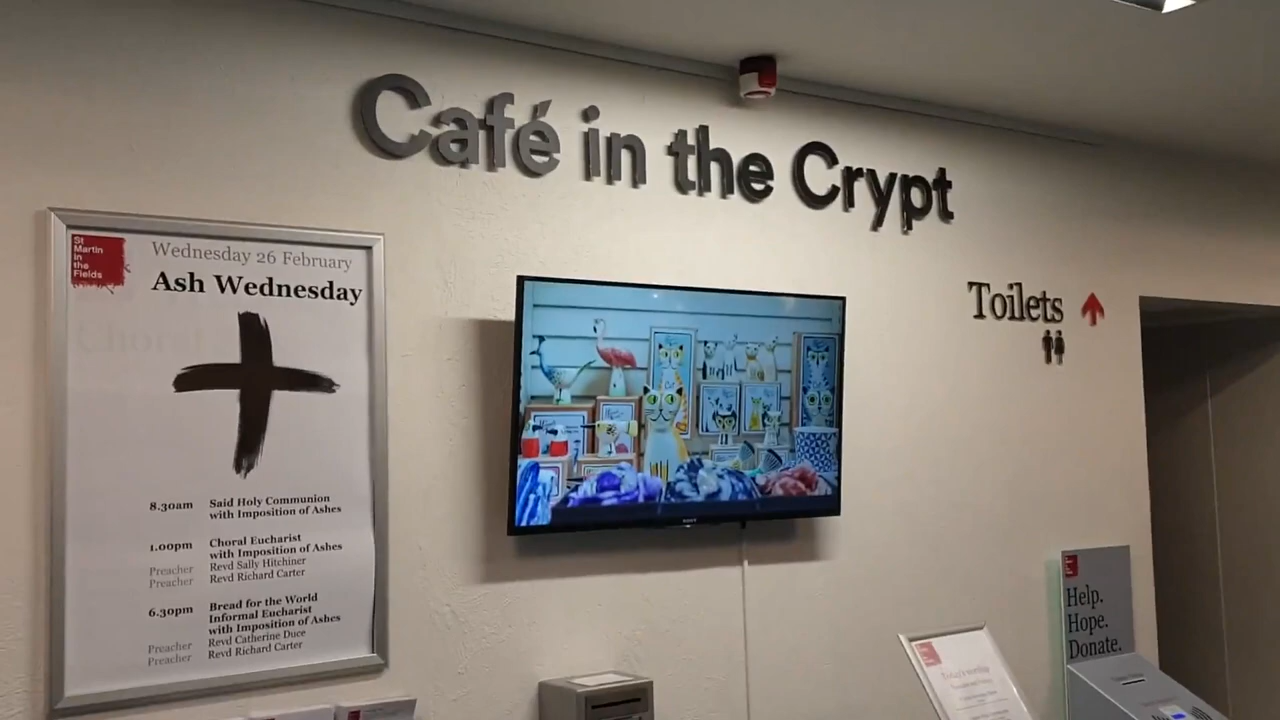 Café in the Crypt
St
Martin
in
the
Fields
Wednesday 26 February
Ash Wednesday
8.30am Said Holy Communion
with Imposition of Ashes
1.00pm Choral Eucharist
with Imposition of Ashes
Preacher Revd Sally Hitchiner
Preacher Revd Richard Carter
6.30pm Bread for the World
Informal Eucharist
with Imposition of Ashes
Preacher Revd Catherine Duce
Preacher Revd Richard Carter
SONY
Toilets
Help.
Hope.
Donate.